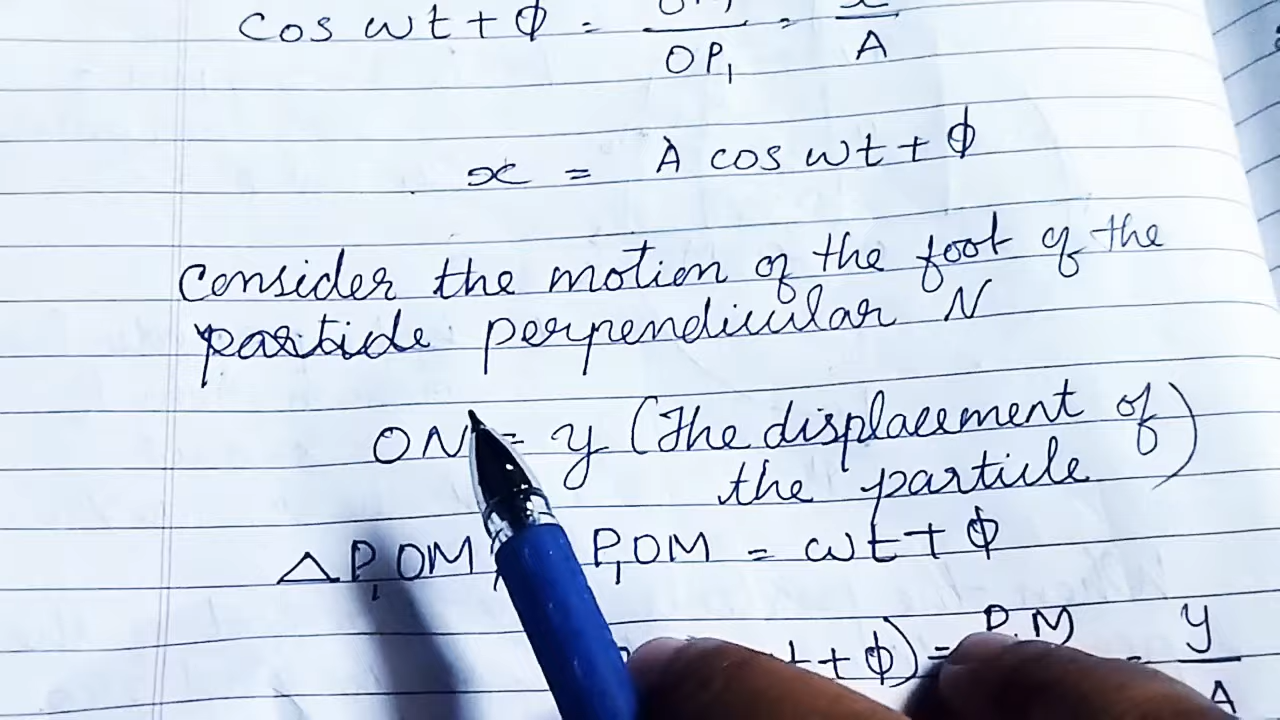 cos ωt + ϕ = OP₁ = A
x = A cos ωt + ϕ
consider the motion of the foot of the
particle perpendicular N
ON = y (The displacement of
the particle)
△ P₁OM, P₁OM = ωt + ϕ
t + ϕ) = P₁M = y
A